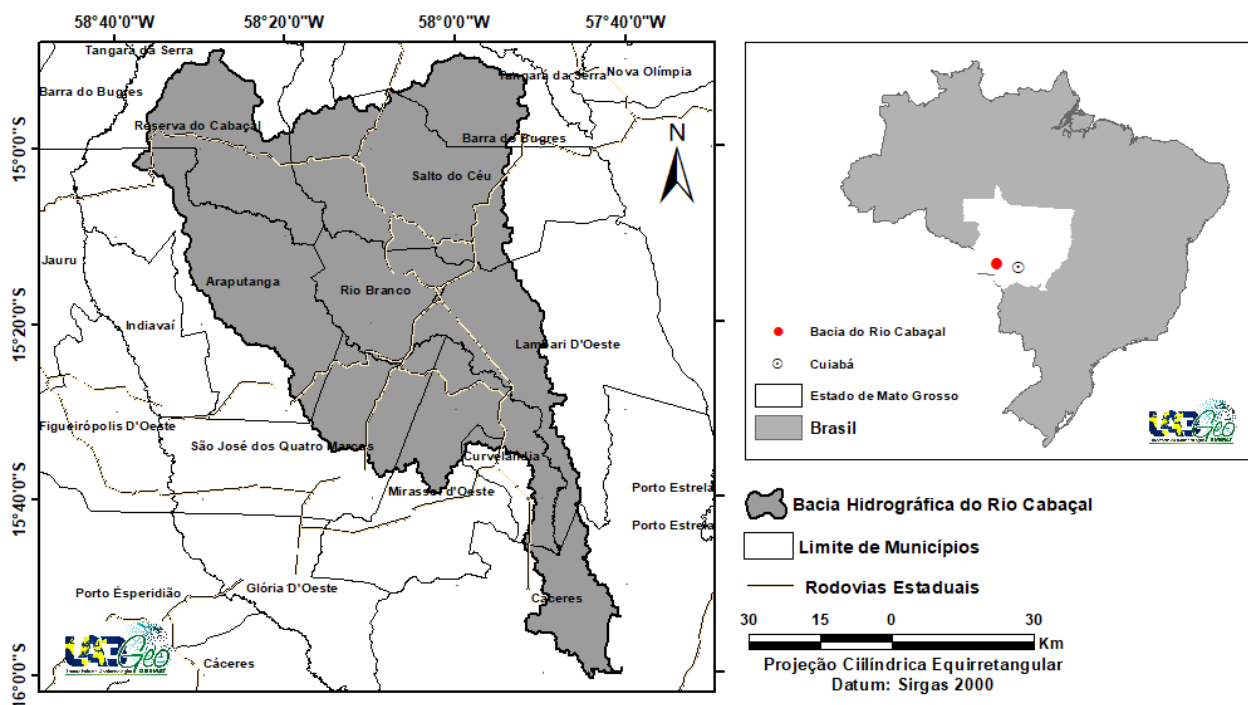 58°40'0"W 58°20'0"W 58°00'0"W 57°40'0"W
Tangará da Serra
Tangará da Serra
Nova Olímpia
Barra do Bugres
Reserva do Cabaçal
Barra do Bugres
Salto do Céu
N
15°0'0"S
Jauru
Araputanga
Rio Branco
Indiavaí
15°20'0"S
Lambari D'Oeste
Figueirópolis D'Oeste
São José dos Quatro Marcos
Curvelândia
Mirassol d'Oeste
15°40'0"S
Porto Estrela
Porto Estrela
Glória D'Oeste
Porto Esperidião
Cáceres
Cáceres
16°0'0"S
LAB
Geo
Bacia do Rio Cabaçal
Cuiabá
Estado de Mato Grosso
Brasil
LAB
Geo
Bacia Hidrográfica do Rio Cabaçal
Limite de Municípios
Rodovias Estaduais
30 15 0 30
Km
Projeção Ciilíndrica Equirretangular
Datum: Sirgas 2000